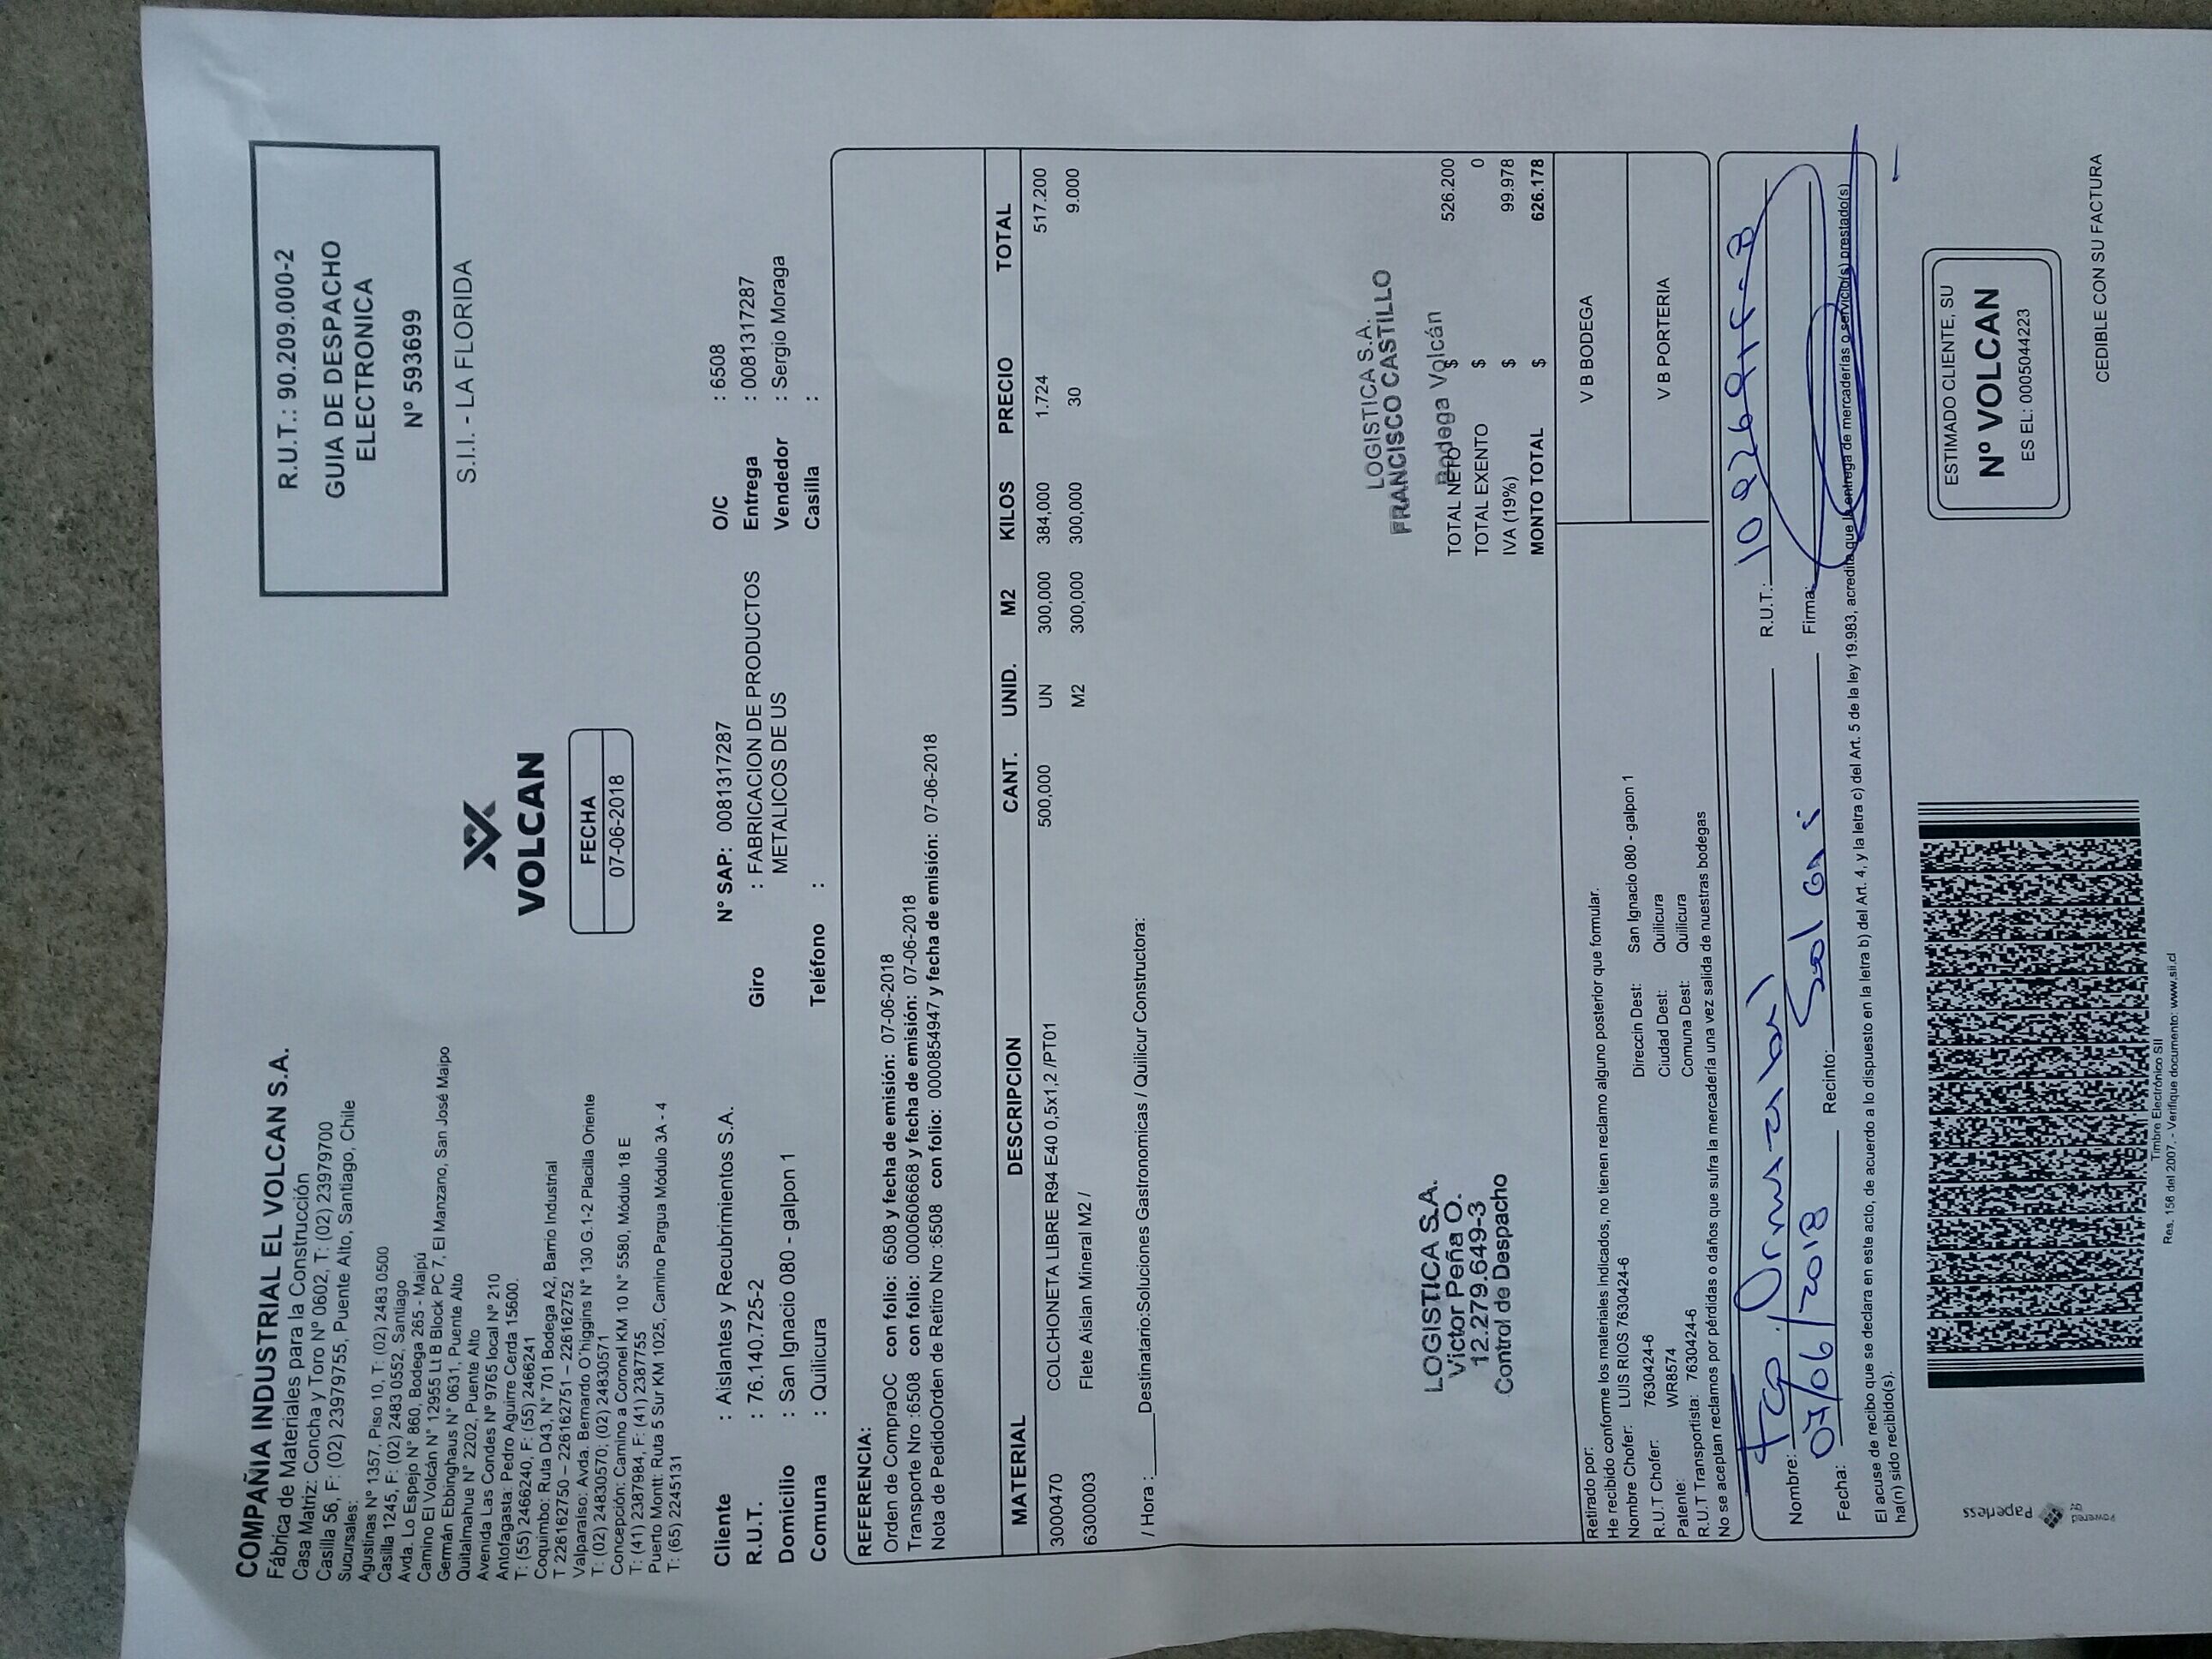 COMPAÑIA INDUSTRIAL EL VOLCAN S.A.
Fábrica de Materiales para la Construcción
Casa Matriz: Concha y Toro Nº 0602, T: (02) 23979700
Casilla 56, F: (02) 23979755, Puente Alto, Santiago, Chile
Sucursales:
Agustinas Nº 1357, Piso 10, T: (02) 2483 0500
Casilla 1245, F: (02) 2483 0552, Santiago
Avda. Lo Espejo N° 860, Bodega 265 - Maipú
Camino El Volcán N° 12955 Lt B Block PC 7, El Manzano, San José Maipo
Germán Ebbinghaus N° 0631, Puente Alto
Quitalmahue N° 2202, Puente Alto
Avenida Las Condes Nº 9765 local Nº 210
Antofagasta: Pedro Aguirre Cerda 15600.
T: (55) 2466240, F: (55) 2466241
Coquimbo: Ruta D43, N° 701 Bodega A2, Barrio Industrial
T 226162750 – 226162751 – 226162752
Valparaíso: Avda. Bernardo O'higgins N° 130 G.1-2 Placilla Oriente
T: (02) 24830570; (02) 24830571
Concepción: Camino a Coronel KM 10 N° 5580, Módulo 18 E
T: (41) 2387984, F: (41) 2387755
Puerto Montt: Ruta 5 Sur KM 1025, Camino Pargua Módulo 3A - 4
T: (65) 2245131
VOLCAN
FECHA
07-06-2018
R.U.T.: 90.209.000-2
GUIA DE DESPACHO
ELECTRONICA
Nº 593699
S.I.I. - LA FLORIDA
Cliente : Aislantes y Recubrimientos S.A. N° SAP: 0081317287 O/C : 6508
R.U.T. : 76.140.725-2 Giro : FABRICACION DE PRODUCTOS Entrega : 0081317287
METALICOS DE US Vendedor : Sergio Moraga
Domicilio : San Ignacio 080 - galpon 1
Comuna : Quilicura Teléfono : Casilla :
REFERENCIA:
Orden de CompraOC con folio: 6508 y fecha de emisión: 07-06-2018
Transporte Nro :6508 con folio: 0000606668 y fecha de emisión: 07-06-2018
Nota de PedidoOrden de Retiro Nro :6508 con folio: 0000854947 y fecha de emisión: 07-06-2018
MATERIAL DESCRIPCION CANT. UNID. M2 KILOS PRECIO TOTAL
3000470 COLCHONETA LIBRE R94 E40 0,5x1,2 /PT01 500,000 UN 300,000 384,000 1.724 517.200
6300003 Flete Aislan Mineral M2 / M2 300,000 300,000 30 9.000
/ Hora :______Destinatario:Soluciones Gastronomicas / Quilicur Constructora:
LOGISTICA S.A.
FRANCISCO CASTILLO
Bodega Volcán
LOGISTICA S.A.
Victor Peña O.
12.279.649-3
Control de Despacho
TOTAL NETO $ 526.200
TOTAL EXENTO $ 0
IVA (19%) $ 99.978
MONTO TOTAL $ 626.178
Retirado por:
He recibido conforme los materiales indicados, no tienen reclamo alguno posterior que formular.
Nombre Chofer: LUIS RIOS 7630424-6 Direccin Dest: San Ignacio 080 - galpon 1
R.U.T Chofer: 7630424-6 Ciudad Dest: Quilicura
Patente: WR8574 Comuna Dest: Quilicura
R.U.T Transportista: 7630424-6
No se aceptan reclamos por pérdidas o daños que sufra la mercadería una vez salida de nuestras bodegas
V B BODEGA
V B PORTERIA
Nombre: R.U.T.:
Fecha: 07/06/2018 Recinto: Firma:
El acuse de recibo que se declara en este acto, de acuerdo a lo dispuesto en la letra b) del Art. 4, y la letra c) del Art. 5 de la ley 19.983, acredita que la entrega de mercaderías o servicio(s) prestado(s)
ha(n) sido recibido(s).
Powered by
Paperless
Timbre Electrónico SII
Res. 156 del 2007. - Verifique documento: www.sii.cl
ESTIMADO CLIENTE, SU
Nº VOLCAN
ES EL: 0005044223
CEDIBLE CON SU FACTURA